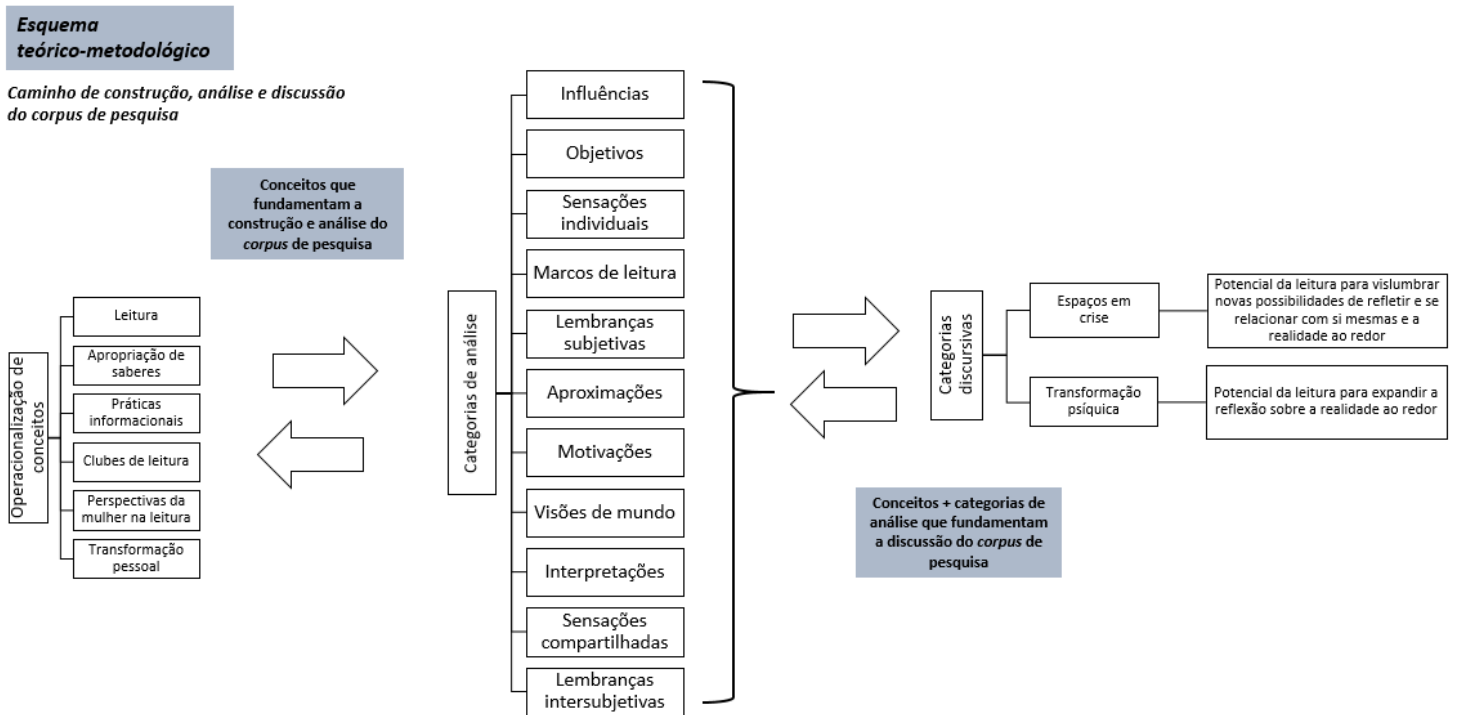 Esquema
teórico-metodológico
Caminho de construção, análise e discussão
do corpus de pesquisa
Conceitos que
fundamentam a
construção e análise do
corpus de pesquisa
Operacionalização de
conceitos
Leitura
Apropriação de
saberes
Práticas
informacionais
Clubes de leitura
Perspectivas da
mulher na leitura
Transformação
pessoal
Categorias de análise
Influências
Objetivos
Sensações
individuais
Marcos de leitura
Lembranças
subjetivas
Aproximações
Motivações
Visões de mundo
Interpretações
Sensações
compartilhadas
Lembranças
intersubjetivas
Categorias
discursivas
Espaços em
crise
Potencial da leitura para vislumbrar
novas possibilidades de refletir e se
relacionar com si mesmas e a
realidade ao redor
Transformação
psíquica
Potencial da leitura para expandir a
reflexão sobre a realidade ao redor
Conceitos + categorias de
análise que fundamentam
a discussão do corpus de
pesquisa